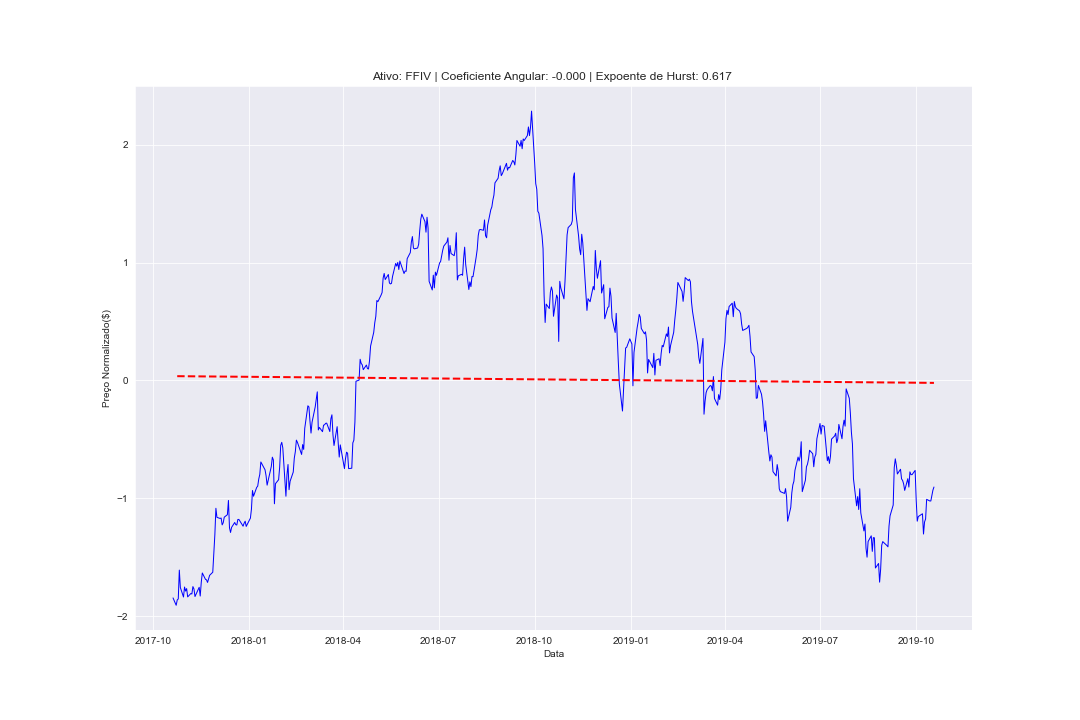 Ativo: FFIV | Coeficiente Angular: -0.000 | Expoente de Hurst: 0.617
2
1
0
−1
−2
Preço Normalizado($)
2017-10 2018-01 2018-04 2018-07 2018-10 2019-01 2019-04 2019-07 2019-10
Data